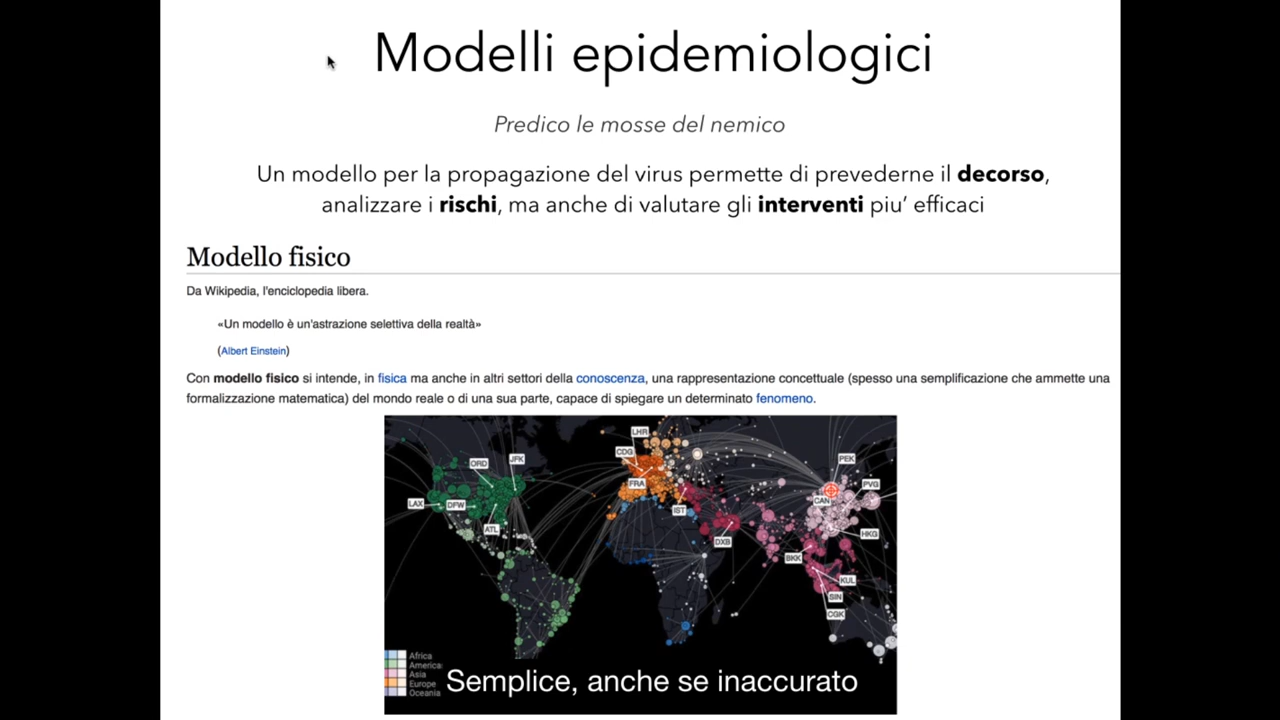 Modelli epidemiologici
Predico le mosse del nemico
Un modello per la propagazione del virus permette di prevederne il decorso,
analizzare i rischi, ma anche di valutare gli interventi piu’ efficaci
Modello fisico
Da Wikipedia, l'enciclopedia libera.
«Un modello è un'astrazione selettiva della realtà»
(Albert Einstein)
Con modello fisico si intende, in fisica ma anche in altri settori della conoscenza, una rappresentazione concettuale (spesso una semplificazione che ammette una
formalizzazione matematica) del mondo reale o di una sua parte, capace di spiegare un determinato fenomeno.
LHR
CDG
ORD
JFK
PEK
FRA
PVG
LAX
DFW
CAN
IST
ATL
HKG
DXB
BKK
KUL
SIN
CGK
Africa
America
Asia
Europe
Oceania
Semplice, anche se inaccurato